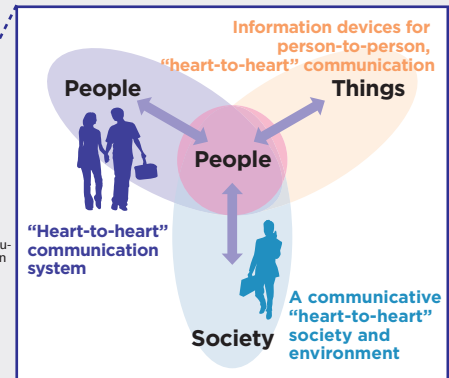 Information devices for
person-to-person,
“heart-to-heart” communication
People
Things
People
“Heart-to-heart”
communication
system
A communicative
“heart-to-heart”
society and
environment
Society